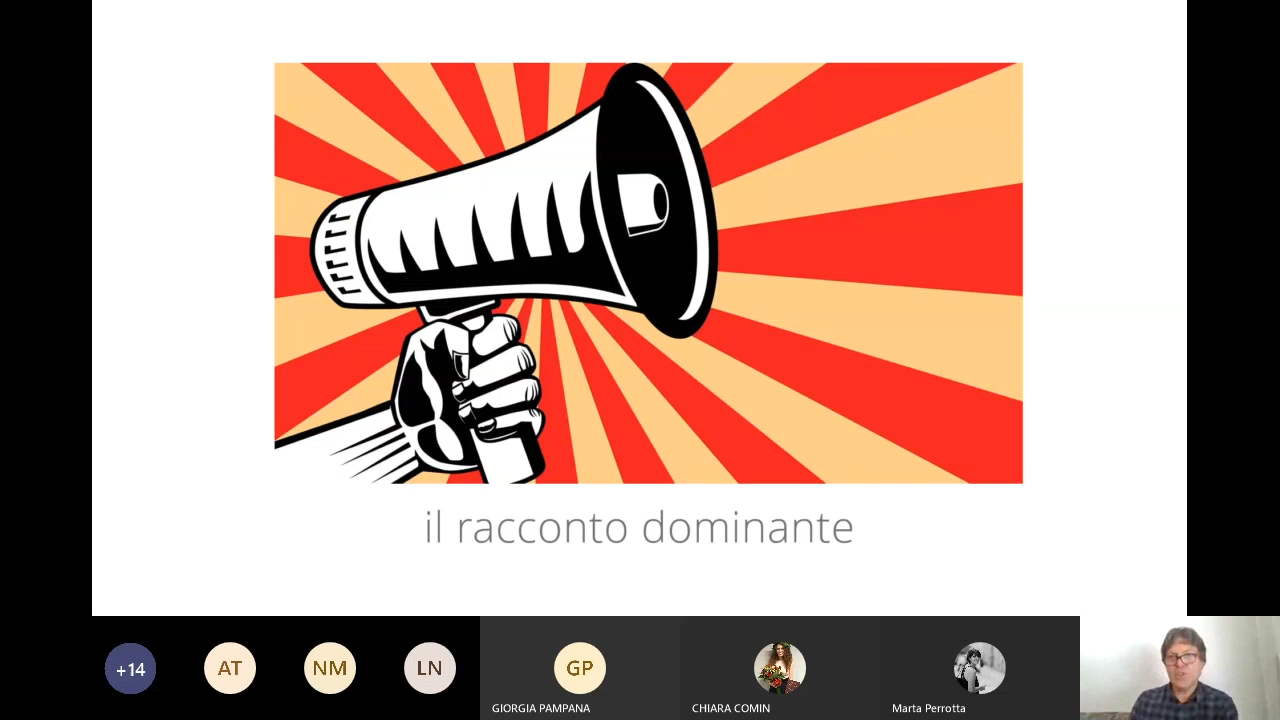 il racconto dominante
+14
AT
NM
LN
GP
GIORGIA PAMPANA
CHIARA COMIN
Marta Perrotta